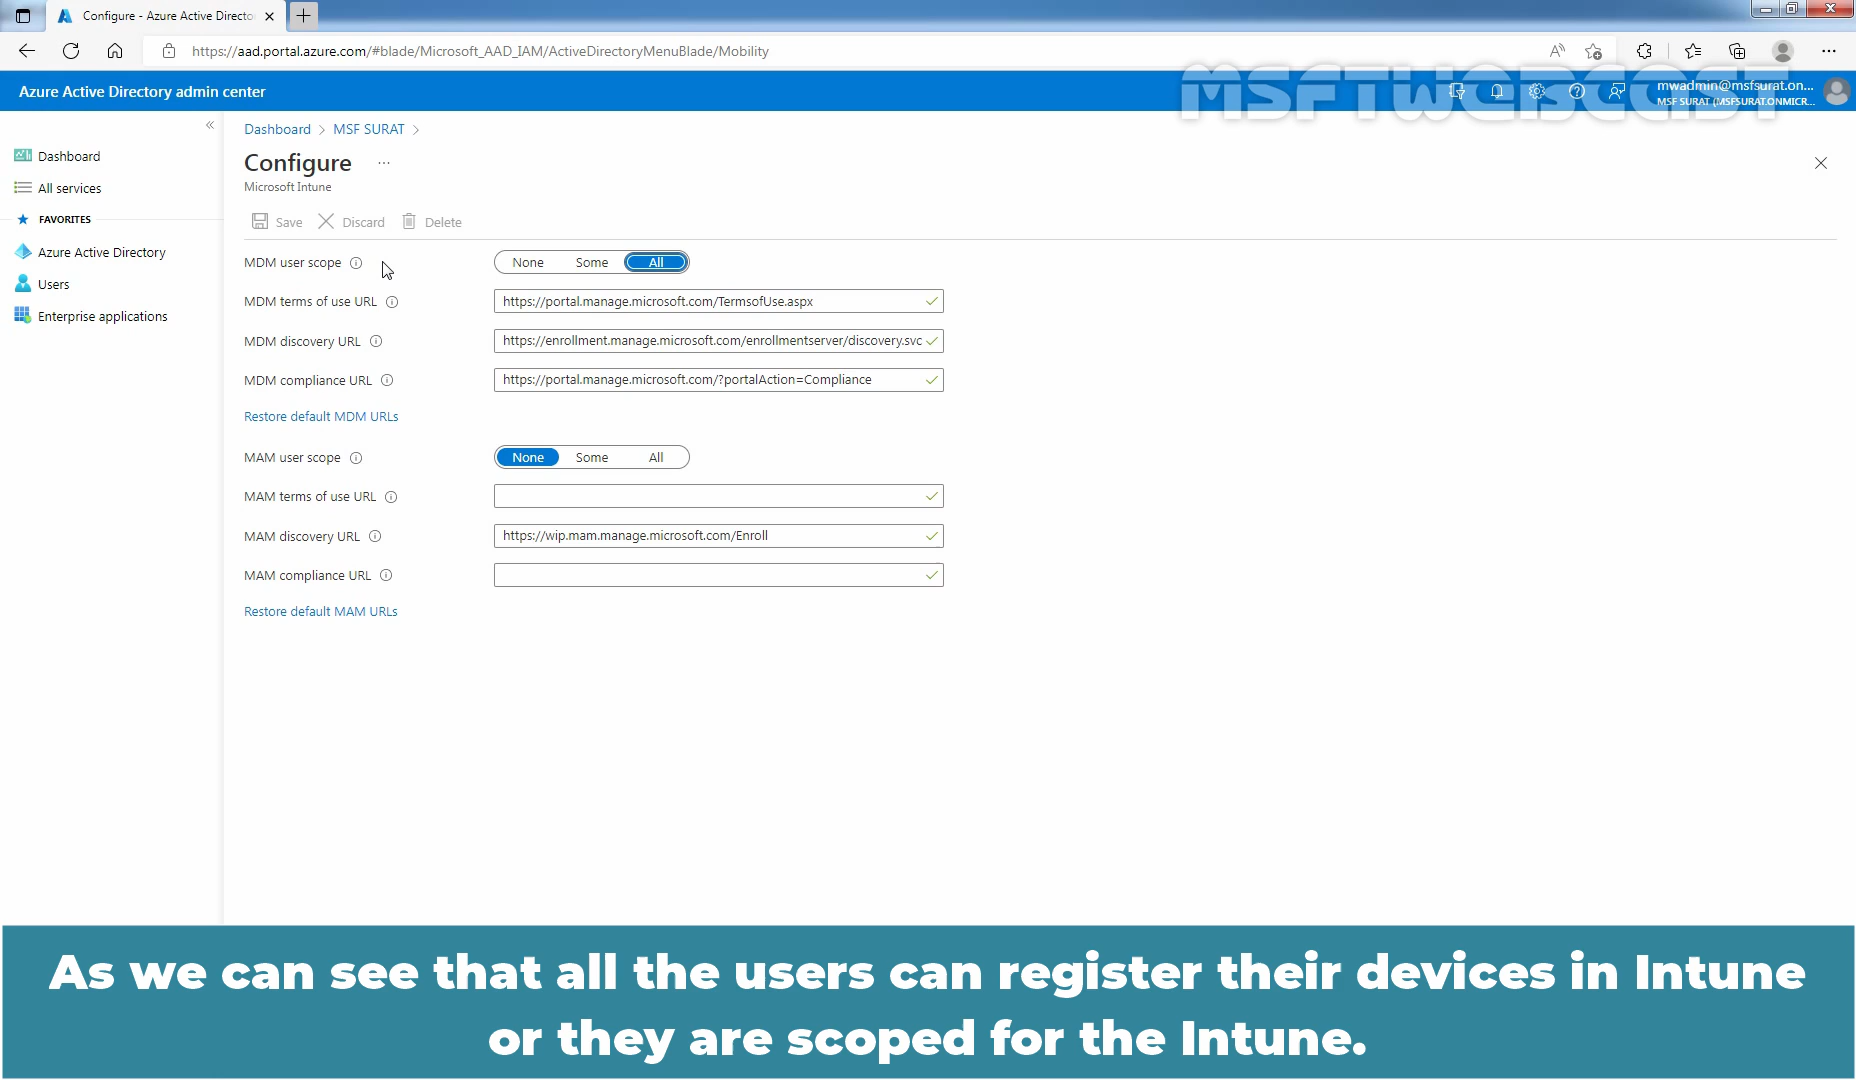 Configure - Azure Active Directo
https://aad.portal.azure.com/#blade/Microsoft_AAD_IAM/ActiveDirectoryMenuBlade/Mobility
MSFTWEBCAST
Azure Active Directory admin center
mwadmin@msfsurat.on...
MSF SURAT (MSFSURAT.ONMICR...
Dashboard
All services
FAVORITES
Azure Active Directory
Users
Enterprise applications
Dashboard > MSF SURAT >
Configure ...
Microsoft Intune
Save Discard Delete
MDM user scope None Some All
MDM terms of use URL https://portal.manage.microsoft.com/TermsofUse.aspx
MDM discovery URL https://enrollment.manage.microsoft.com/enrollmentserver/discovery.svc
MDM compliance URL https://portal.manage.microsoft.com/?portalAction=Compliance
Restore default MDM URLs
MAM user scope None Some All
MAM terms of use URL
MAM discovery URL https://wip.mam.manage.microsoft.com/Enroll
MAM compliance URL
Restore default MAM URLs
As we can see that all the users can register their devices in Intune
or they are scoped for the Intune.